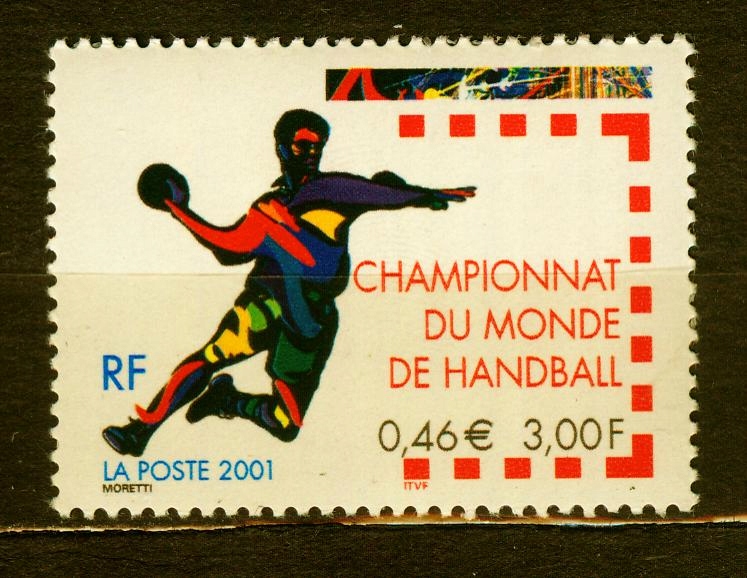 CHAMPIONNAT
DU MONDE
DE HANDBALL
RF
0,46€ 3,00F
LA POSTE 2001
MORETTI
ITVF